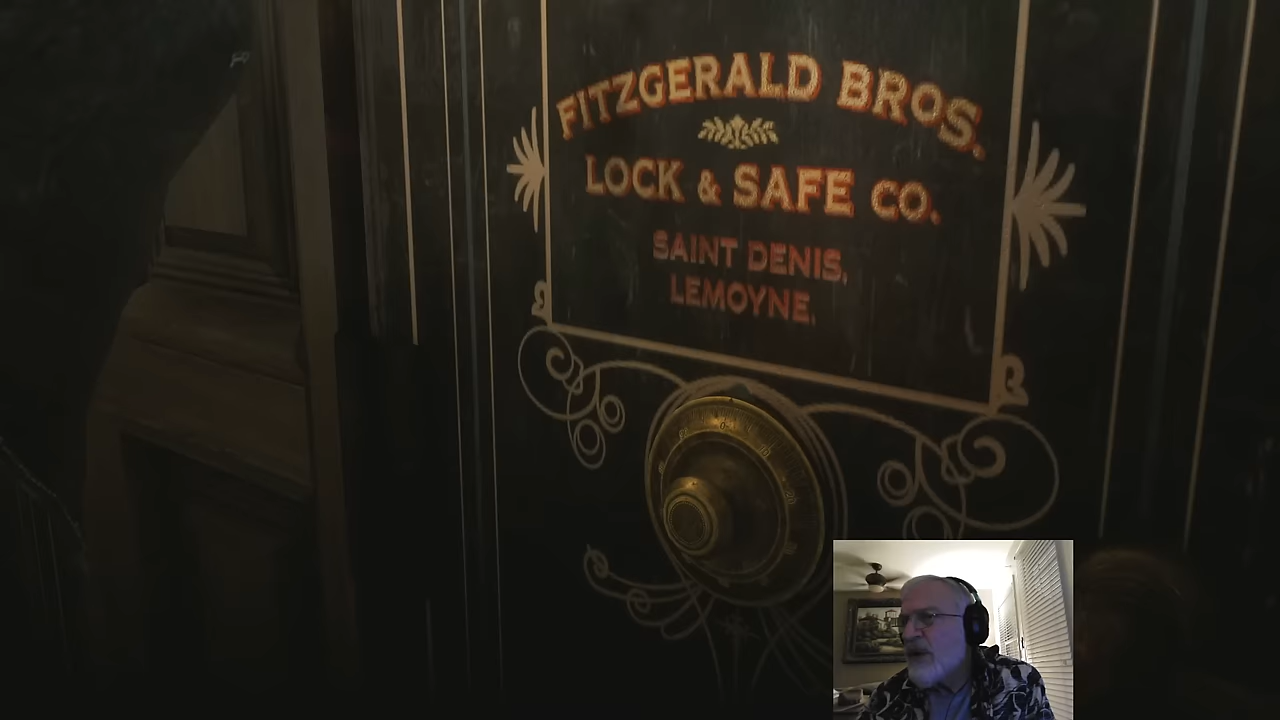 FITZGERALD BROS.
LOCK & SAFE CO.
SAINT DENIS,
LEMOYNE.